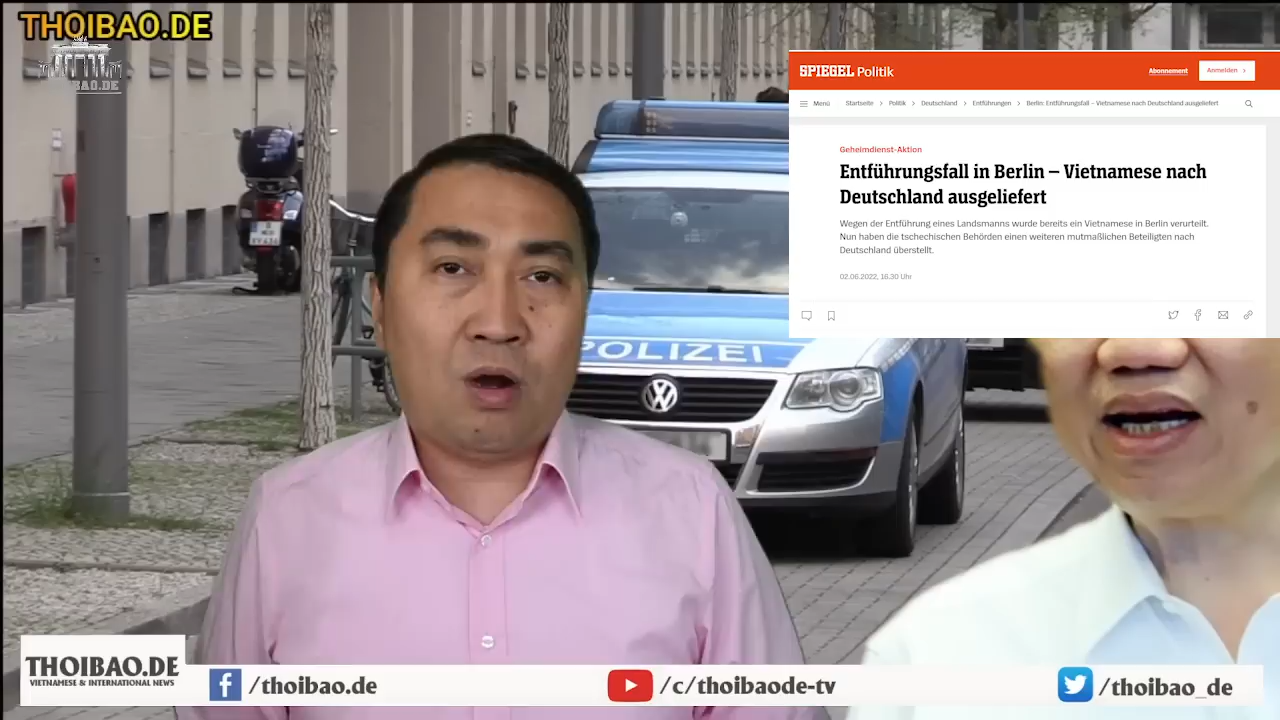 THOIBAO.DE
BAO.DE
SPIEGEL Politik
Abonnement
Anmelden
Menü
Startseite > Politik > Deutschland > Entführungen > Berlin: Entführungsfall – Vietnamese nach Deutschland ausgeliefert
Geheimdienst-Aktion
Entführungsfall in Berlin – Vietnamese nach
Deutschland ausgeliefert
Wegen der Entführung eines Landsmanns wurde bereits ein Vietnamese in Berlin verurteilt.
Nun haben die tschechischen Behörden einen weiteren mutmaßlichen Beteiligten nach
Deutschland überstellt.
02.06.2022, 16.30 Uhr
POLIZEI
THOIBAO.DE
VIETNAMESE & INTERNATIONAL NEWS
/thoibao.de
/c/thoibaode-tv
/thoibao_de